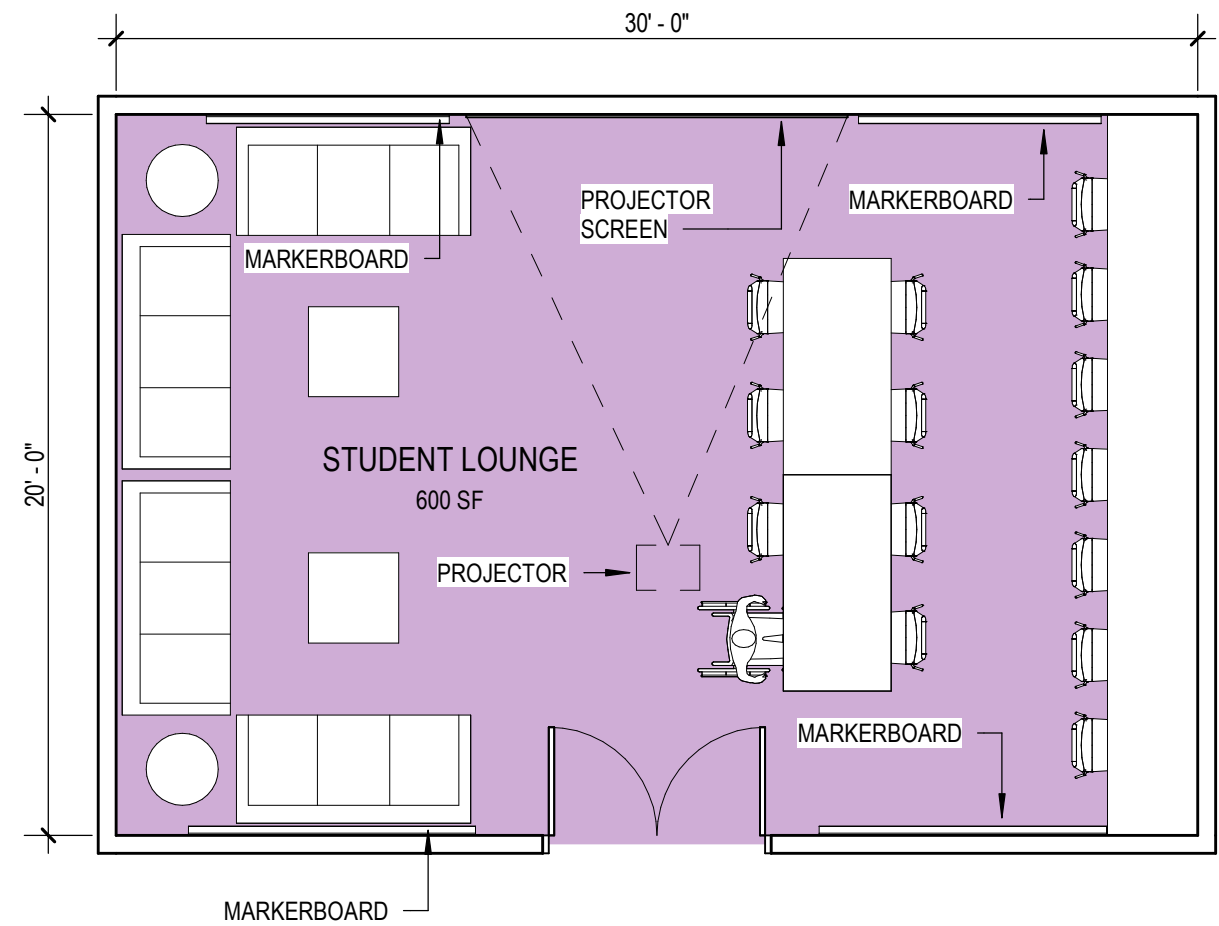 30' - 0"
PROJECTOR
SCREEN
MARKERBOARD
MARKERBOARD
20' - 0"
STUDENT LOUNGE
600 SF
PROJECTOR
MARKERBOARD
MARKERBOARD